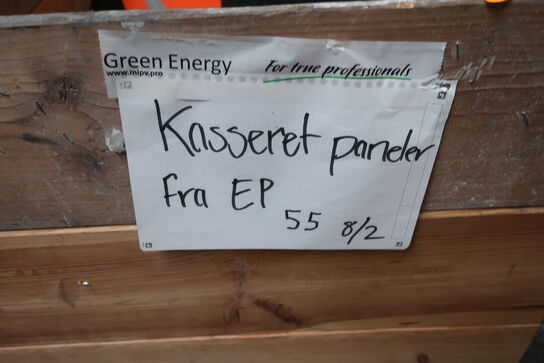 Green Energy For true professionals
www.mipv.pro
Kasseret paneler
fra EP
55 8/2